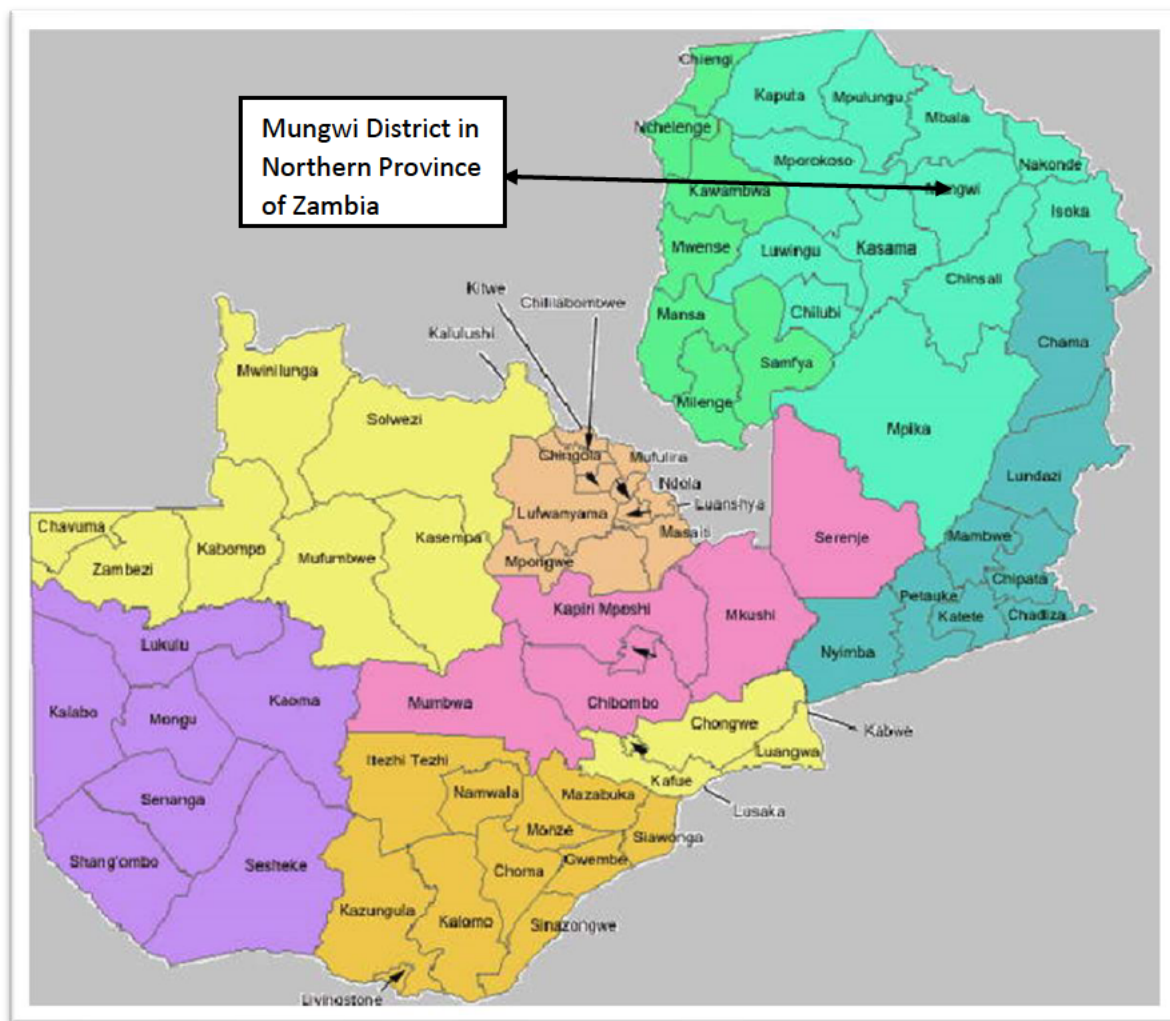 Mungwi District in
Northern Province
of Zambia
Chiengi
Kaputa
Mpulungu
Mbala
Nchelenge
Mporokoso
Nakonde
Kawambwa
Mungwi
Isoka
Mwense
Luwingu
Kasama
Chinsali
Kitwe
Chililabombwe
Mansa
Chilubi
Kalulushi
Chama
Mwinilunga
Samfya
Solwezi
Milenge
Mpika
Chingola
Mufulira
Ndola
Lundazi
Luanshya
Lufwanyama
Chavuma
Kasempa
Masaiti
Serenje
Mambwe
Kabompo
Mufumbwe
Zambezi
Mpongwe
Chipata
Petauke
Kapiri Mposhi
Mkushi
Katete
Chadiza
Lukulu
Nyimba
Kaoma
Kalabo
Mumbwa
Chibombo
Mongu
Chongwe
Kabwe
Luangwa
Itezhi Tezhi
Kafue
Namwala
Mazabuka
Senanga
Lusaka
Monze
Siavonga
Shang'ombo
Sesheke
Gwembe
Choma
Kazungula
Kalomo
Sinazongwe
Livingstone